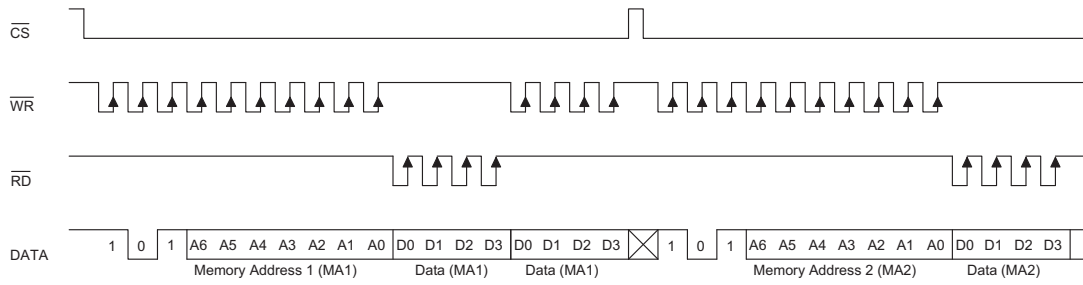 CS
WR
RD
DATA 1 0 1 A6 A5 A4 A3 A2 A1 A0 D0 D1 D2 D3 D0 D1 D2 D3 1 0 1 A6 A5 A4 A3 A2 A1 A0 D0 D1 D2 D3
Memory Address 1 (MA1) Data (MA1) Data (MA1) Memory Address 2 (MA2) Data (MA2)